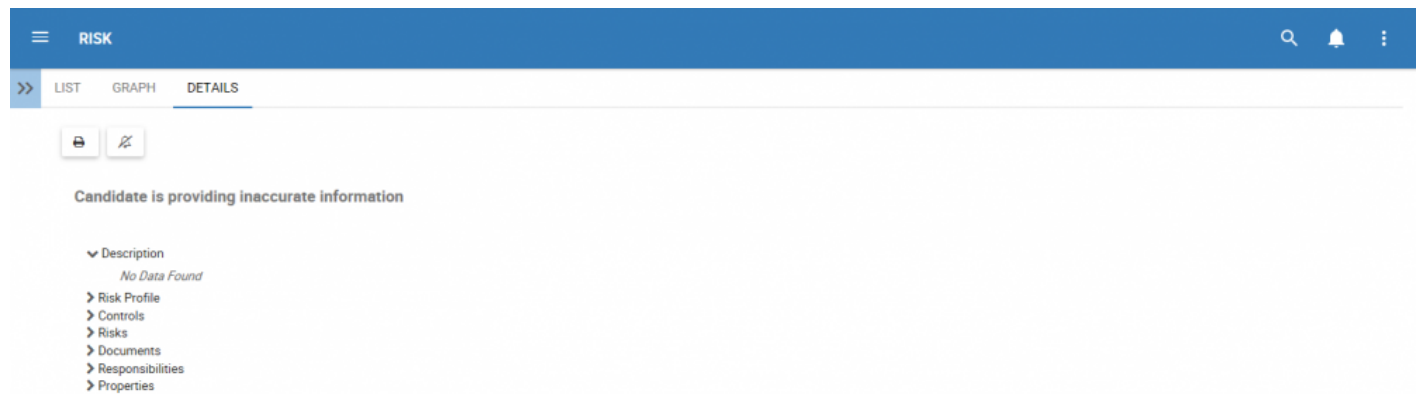 RISK
LIST GRAPH DETAILS
Candidate is providing inaccurate information
Description
No Data Found
Risk Profile
Controls
Risks
Documents
Responsibilities
Properties